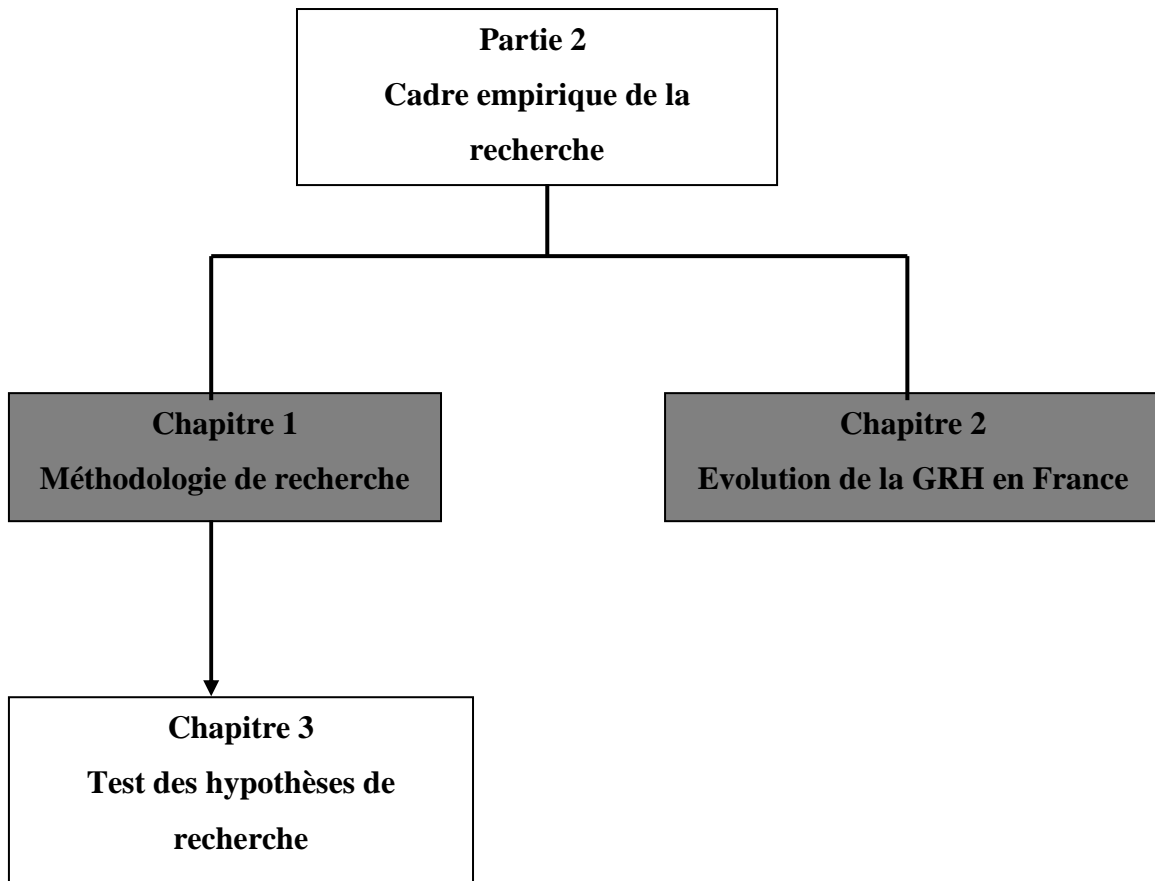 Partie 2
Cadre empirique de la
recherche
Chapitre 1
Méthodologie de recherche
Chapitre 2
Evolution de la GRH en France
Chapitre 3
Test des hypothèses de
recherche